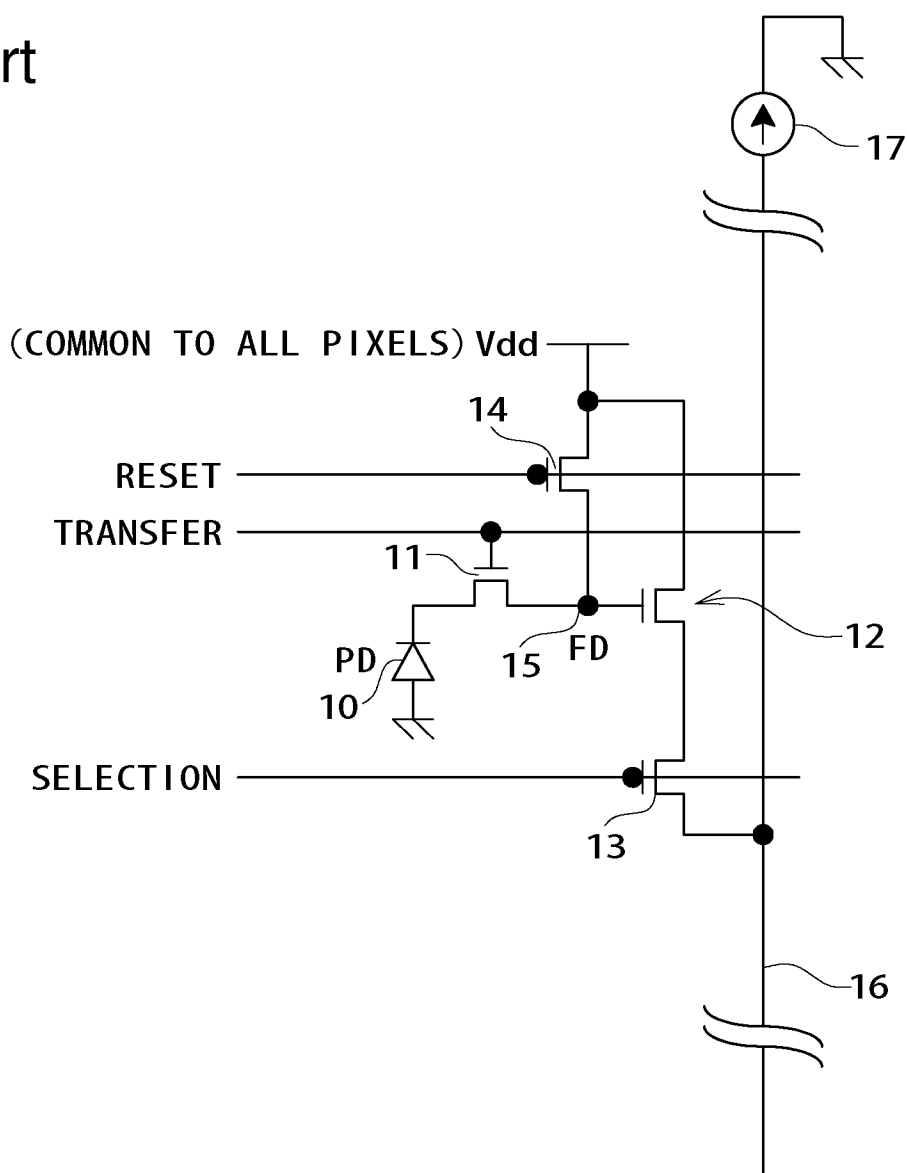 rt
17
(COMMON TO ALL PIXELS) Vdd
14
RESET
TRANSFER
11
12
PD
15
FD
10
SELECTION
13
16